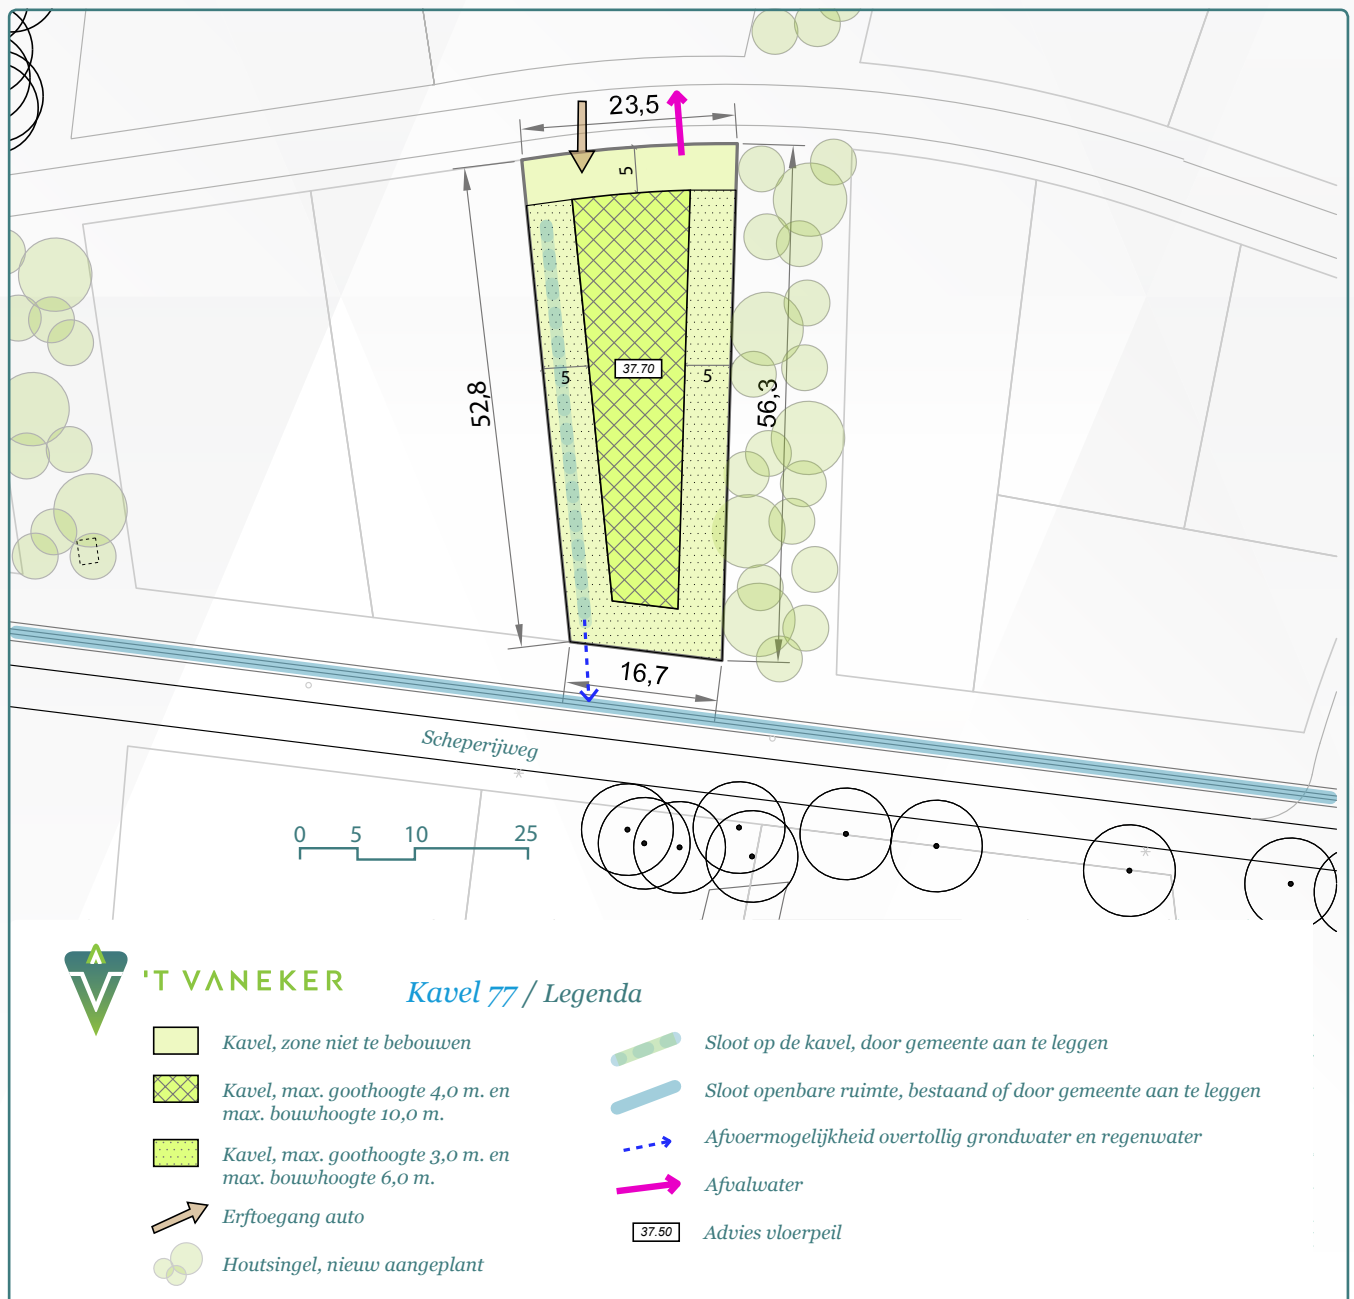 23,5
5
52,8
5
37.70
5
56,3
16,7
Scheperijweg
0 5 10 25
'T VANEKER
Kavel 77 / Legenda
Kavel, zone niet te bebouwen
Kavel, max. goothoogte 4,0 m. en
max. bouwhoogte 10,0 m.
Kavel, max. goothoogte 3,0 m. en
max. bouwhoogte 6,0 m.
Erftoegang auto
Houtsingel, nieuw aangeplant
Sloot op de kavel, door gemeente aan te leggen
Sloot openbare ruimte, bestaand of door gemeente aan te leggen
Afvoermogelijkheid overtollig grondwater en regenwater
Afvalwater
37.50 Advies vloerpeil